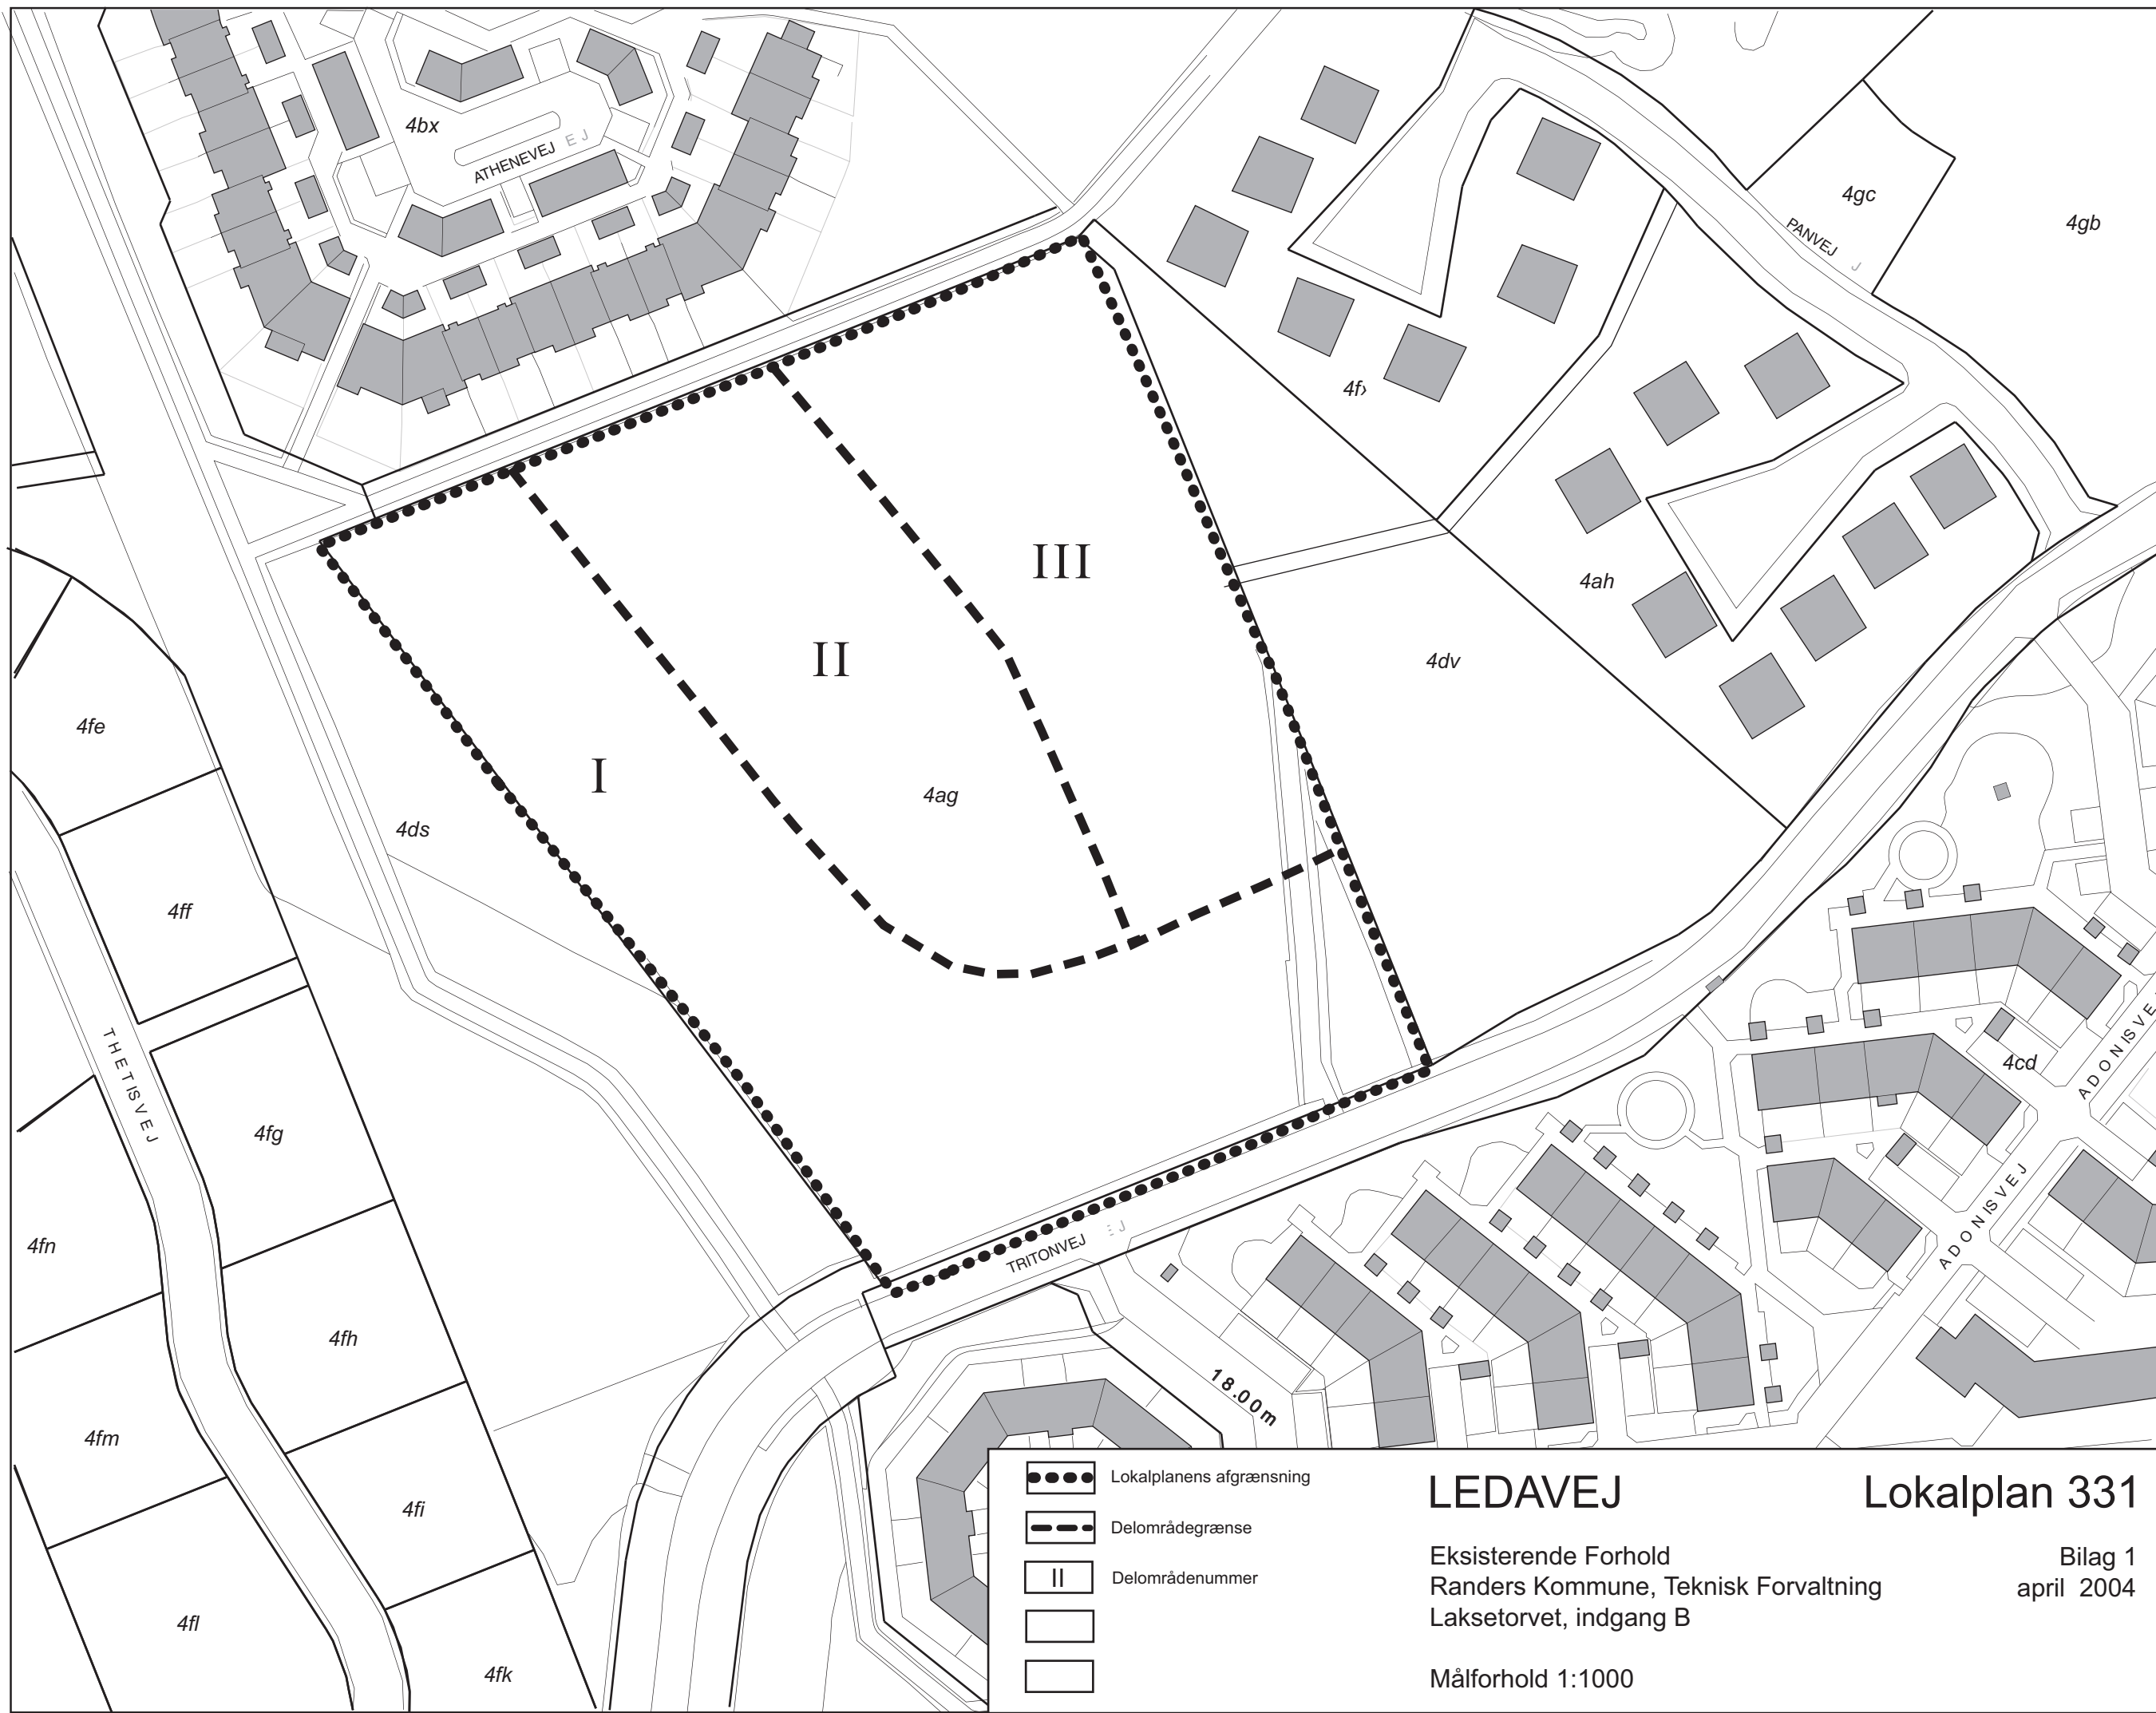 4bx
ATHENEVEJ EJ
4gc
4gb
PANVEJ J
III
4ah
4dv
II
I
4ag
4fe
4ds
4ff
THETISVEJ
4fg
4fn
4fh
4fm
4fi
4fl
4fk
TRITONVEJ EJ
18.00m
4cd
ADONISVEJ
ADONISVEJ
Lokalplanens afgrænsning
Delområdegrænse
II Delområdenummer
LEDAVEJ
Lokalplan 331
Eksisterende Forhold
Randers Kommune, Teknisk Forvaltning
Laksetorvet, indgang B
Bilag 1
april 2004
Målforhold 1:1000